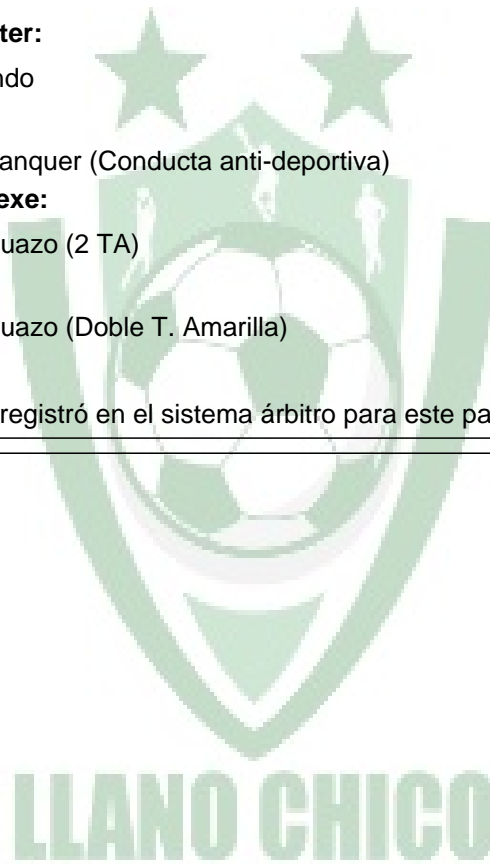 ter:
ndo
anquer (Conducta anti-deportiva)
exe:
uazo (2 TA)
uazo (Doble T. Amarilla)
registró en el sistema árbitro para este pa
LLANO CHICO